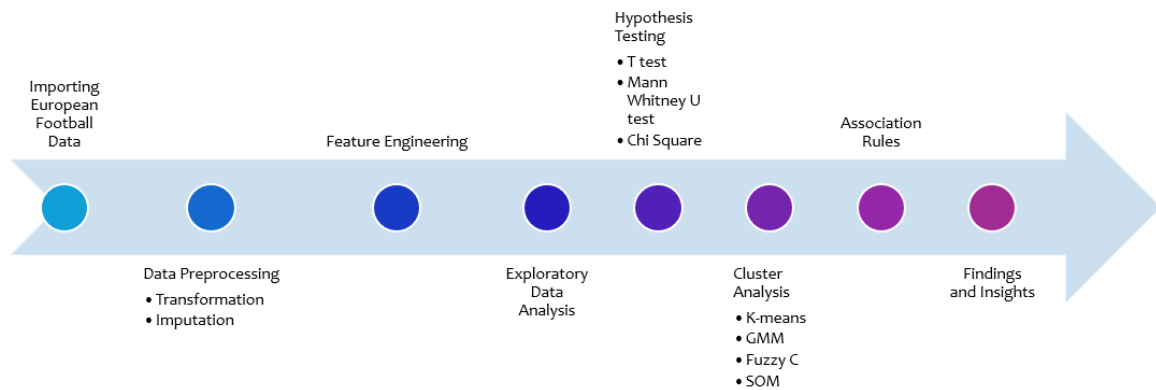 Importing
European
Football
Data
Data Preprocessing
• Transformation
• Imputation
Feature Engineering
Exploratory
Data
Analysis
Hypothesis
Testing
• T test
• Mann
Whitney U
test
• Chi Square
Cluster
Analysis
• K-means
• GMM
• Fuzzy C
• SOM
Association
Rules
Findings
and Insights